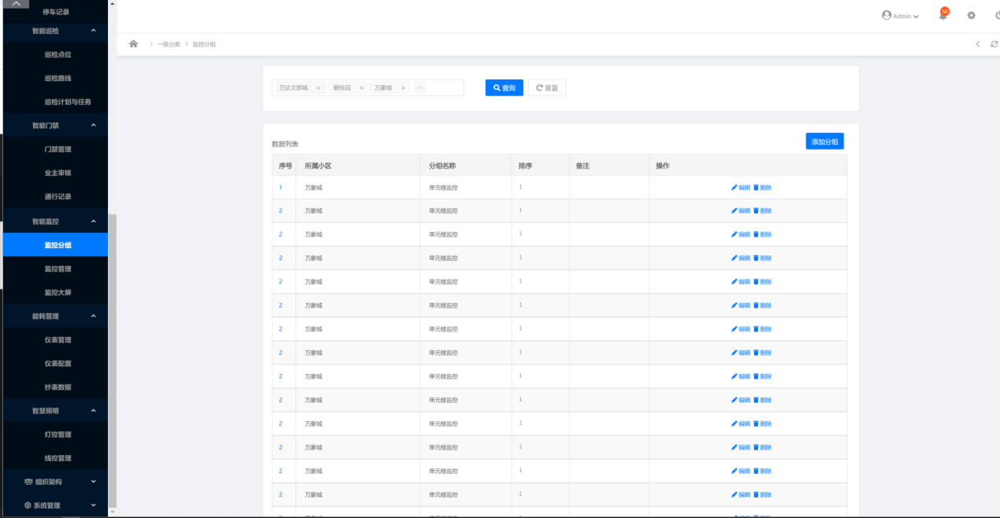 停车记录
智能巡检
巡检点位
巡检路线
巡检计划与任务
智能门禁
门禁管理
业主审核
通行记录
智能监控
监控分组
监控管理
监控大屏
能耗管理
仪表管理
仪表配置
抄表数据
智慧照明
灯控管理
线控管理
组织架构
系统管理
Admin
50
一级分类 > 监控分组
万达文旅城 × 碧桂园 × 万象城 × +5
查询 重置
数据列表 添加分组
序号 所属小区 分组名称 排序 备注 操作
1 万象城 单元楼监控 1 编辑 删除
2 万象城 单元楼监控 1 编辑 删除
2 万象城 单元楼监控 1 编辑 删除
2 万象城 单元楼监控 1 编辑 删除
2 万象城 单元楼监控 1 编辑 删除
2 万象城 单元楼监控 1 编辑 删除
2 万象城 单元楼监控 1 编辑 删除
2 万象城 单元楼监控 1 编辑 删除
2 万象城 单元楼监控 1 编辑 删除
2 万象城 单元楼监控 1 编辑 删除
2 万象城 单元楼监控 1 编辑 删除
2 万象城 单元楼监控 1 编辑 删除
2 万象城 单元楼监控 1 编辑 删除
2 万象城 单元楼监控 1 编辑 删除